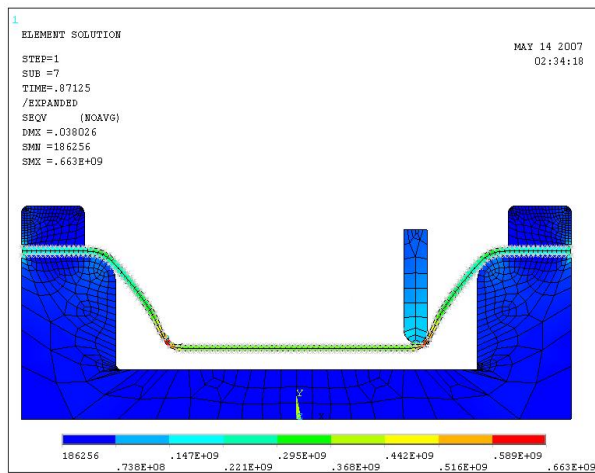 1
ELEMENT SOLUTION
MAY 14 2007
02:34:18
STEP=1
SUB =7
TIME=.87125
/EXPANDED
SEQV (NOAVG)
DMX =.038026
SMN =186256
SMX =.663E+09
Y
186256 .147E+09 .295E+09 .442E+09 .589E+09
.738E+08 .221E+09 .368E+09 .516E+09 .663E+09